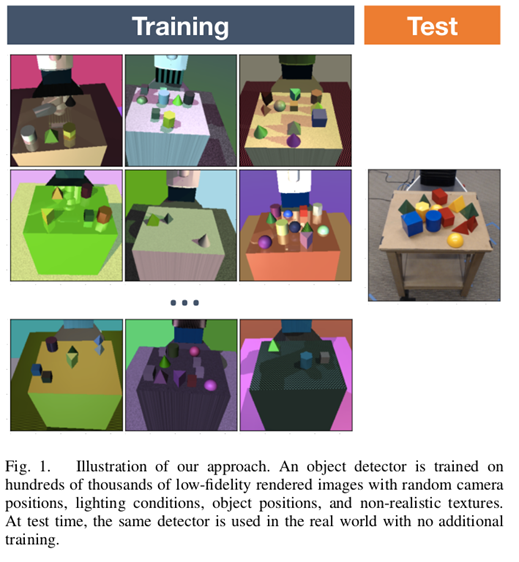 Training
Test
...
Fig. 1. Illustration of our approach. An object detector is trained on
hundreds of thousands of low-fidelity rendered images with random camera
positions, lighting conditions, object positions, and non-realistic textures.
At test time, the same detector is used in the real world with no additional
training.